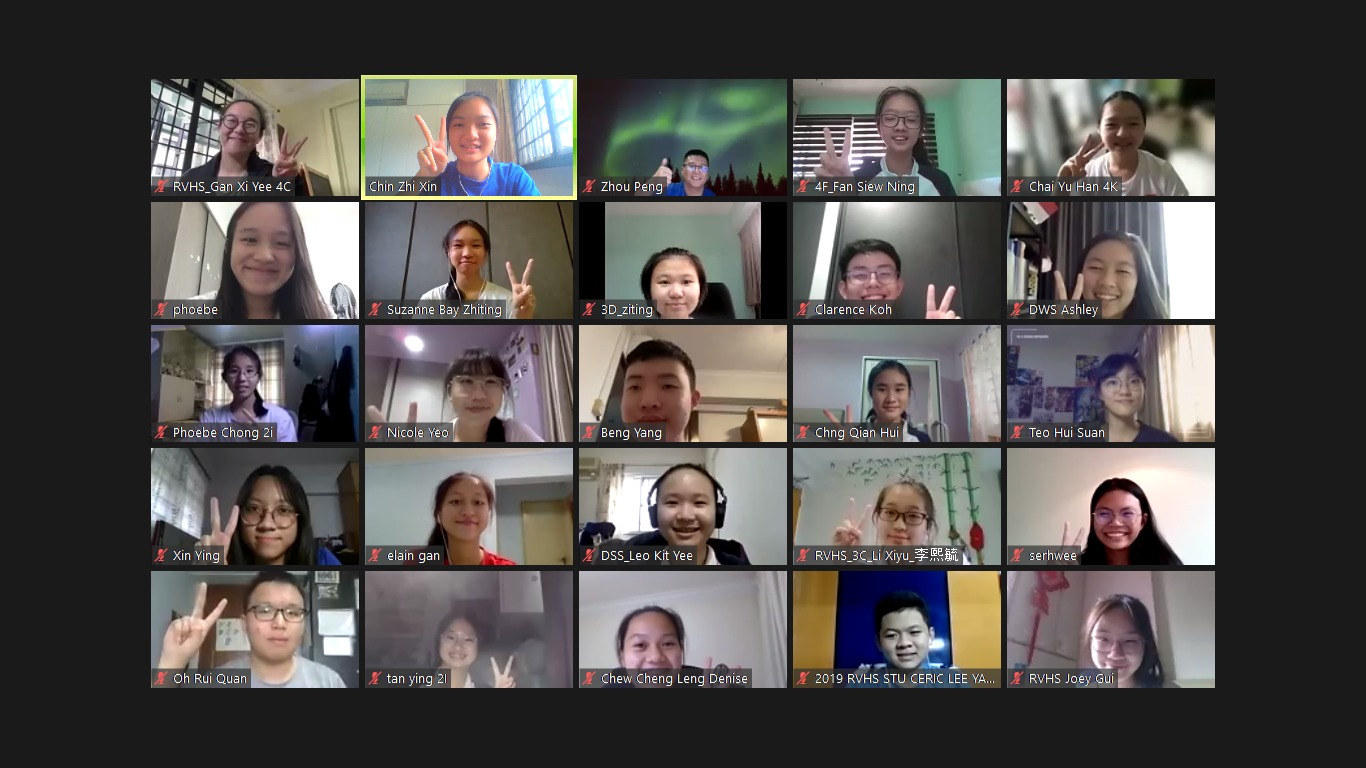 RVHS_Gan Xi Yee 4C
Chin Zhi Xin
Zhou Peng
4F_Fan Siew Ning
Chai Yu Han 4K
phoebe
Suzanne Bay Zhiting
3D_ziting
Clarence Koh
DWS Ashley
Phoebe Chong 2i
Nicole Yeo
Beng Yang
Chng Qian Hui
Teo Hui Suan
Xin Ying
elain gan
DSS_Leo Kit Yee
RVHS_3C_Li Xiyu_李熙毓
serhwee
Oh Rui Quan
tan ying 2I
Chew Cheng Leng Denise
2019 RVHS STU CERIC LEE YA...
RVHS Joey Gui